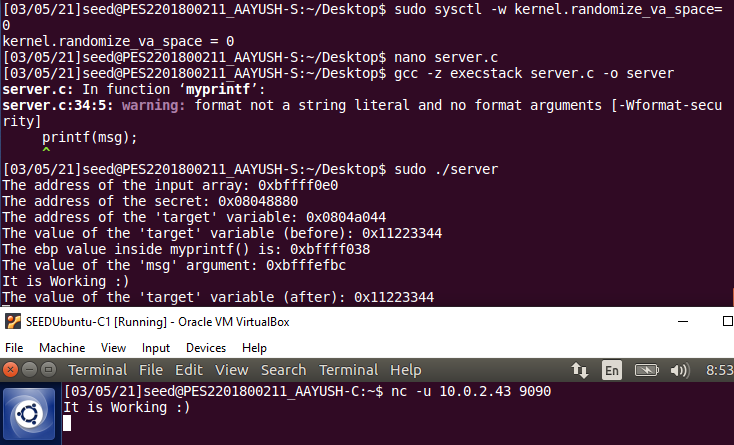 [03/05/21]seed@PES2201800211_AAYUSH-S:~/Desktop$ sudo sysctl -w kernel.randomize_va_space=
0
kernel.randomize_va_space = 0
[03/05/21]seed@PES2201800211_AAYUSH-S:~/Desktop$ nano server.c
[03/05/21]seed@PES2201800211_AAYUSH-S:~/Desktop$ gcc -z execstack server.c -o server
server.c: In function ‘myprintf’:
server.c:34:5: warning: format not a string literal and no format arguments [-Wformat-secu
rity]
     printf(msg);
     ^
[03/05/21]seed@PES2201800211_AAYUSH-S:~/Desktop$ sudo ./server
The address of the input array: 0xbffff0e0
The address of the secret: 0x08048880
The address of the 'target' variable: 0x0804a044
The value of the 'target' variable (before): 0x11223344
The ebp value inside myprintf() is: 0xbffff038
The value of the 'msg' argument: 0xbfffefbc
It is Working :)
The value of the 'target' variable (after): 0x11223344
SEEDUbuntu-C1 [Running] - Oracle VM VirtualBox
File Machine View Input Devices Help
Terminal File Edit View Search Terminal Help En 8:53
[03/05/21]seed@PES2201800211_AAYUSH-C:~$ nc -u 10.0.2.43 9090
It is Working :)